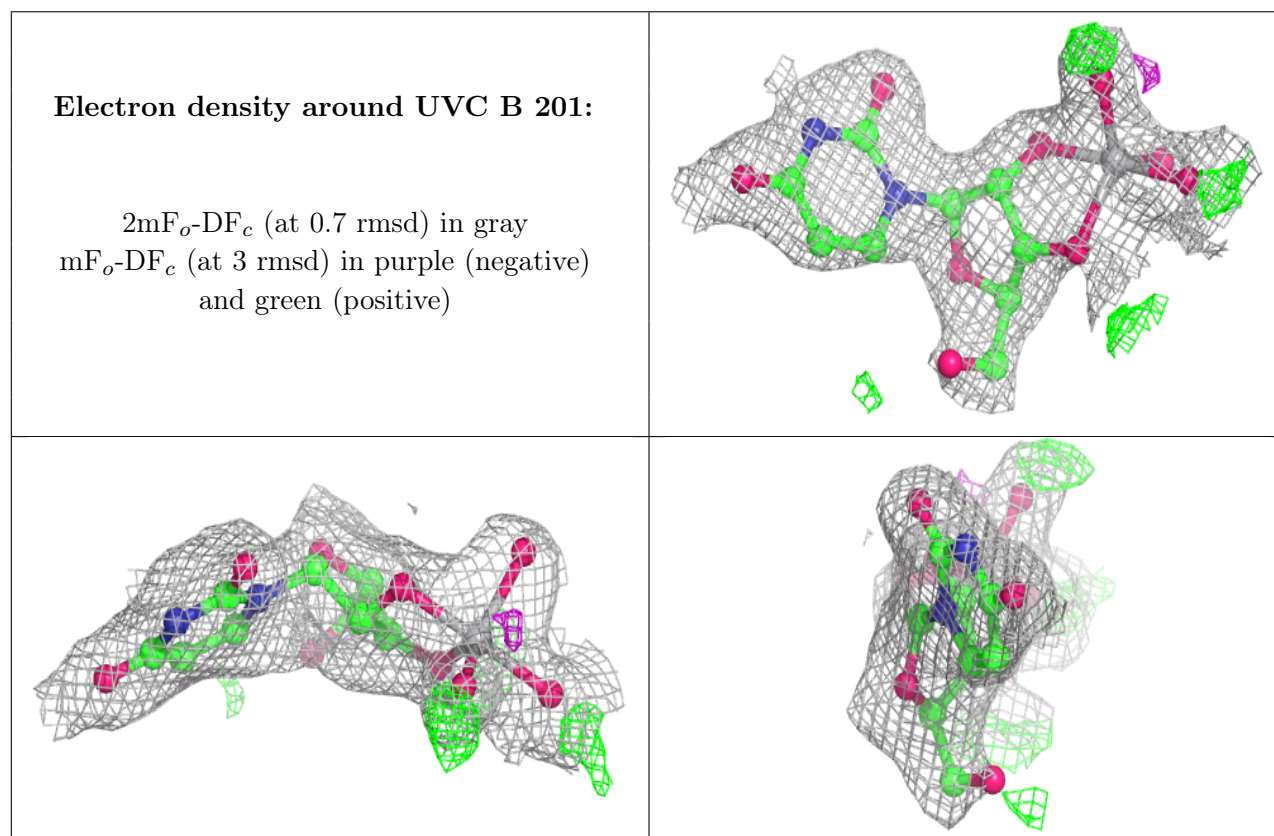 Electron density around UVC B 201:
2mFₒ-DF𝒸 (at 0.7 rmsd) in gray
mFₒ-DF𝒸 (at 3 rmsd) in purple (negative)
and green (positive)